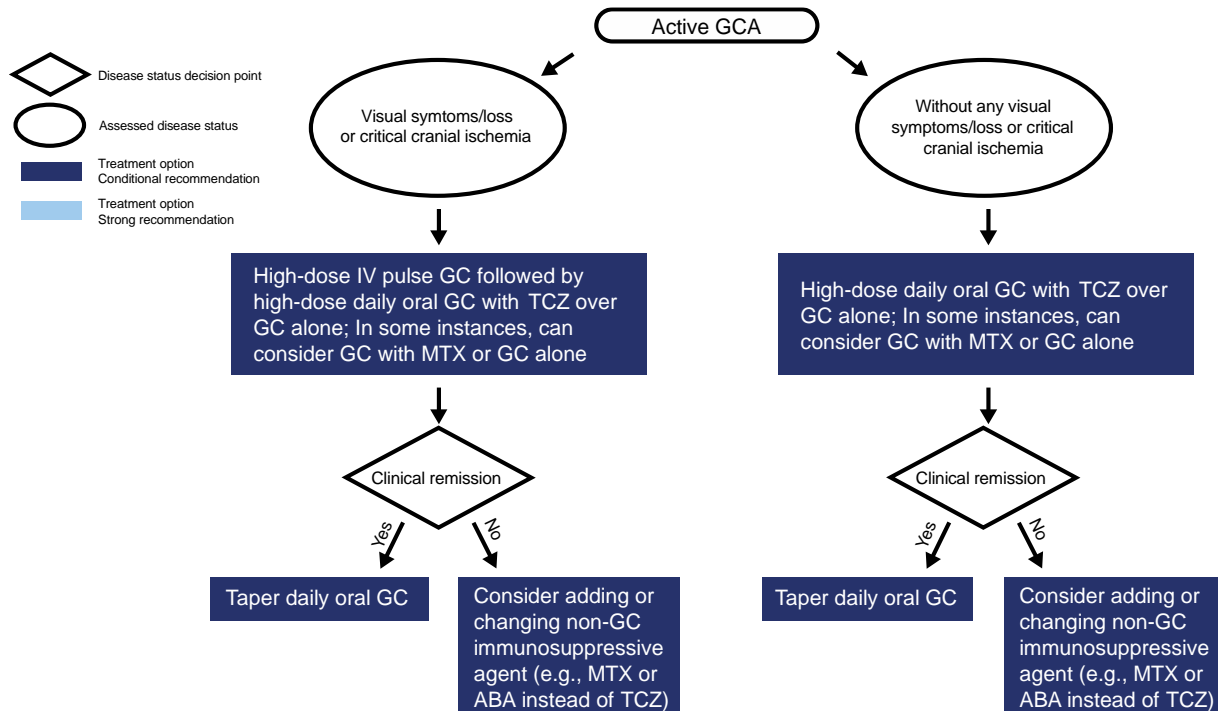 Active GCA
Disease status decision point
Assessed disease status
Treatment option
Conditional recommendation
Treatment option
Strong recommendation
Visual symtoms/loss
or critical cranial ischemia
Without any visual
symptoms/loss or critical
cranial ischemia
High-dose IV pulse GC followed by
high-dose daily oral GC with TCZ over
GC alone; In some instances, can
consider GC with MTX or GC alone
High-dose daily oral GC with TCZ over
GC alone; In some instances, can
consider GC with MTX or GC alone
Clinical remission
Clinical remission
Yes
No
Yes
No
Taper daily oral GC
Consider adding or
changing non-GC
immunosuppressive
agent (e.g., MTX or
ABA instead of TCZ)
Taper daily oral GC
Consider adding or
changing non-GC
immunosuppressive
agent (e.g., MTX or
ABA instead of TCZ)